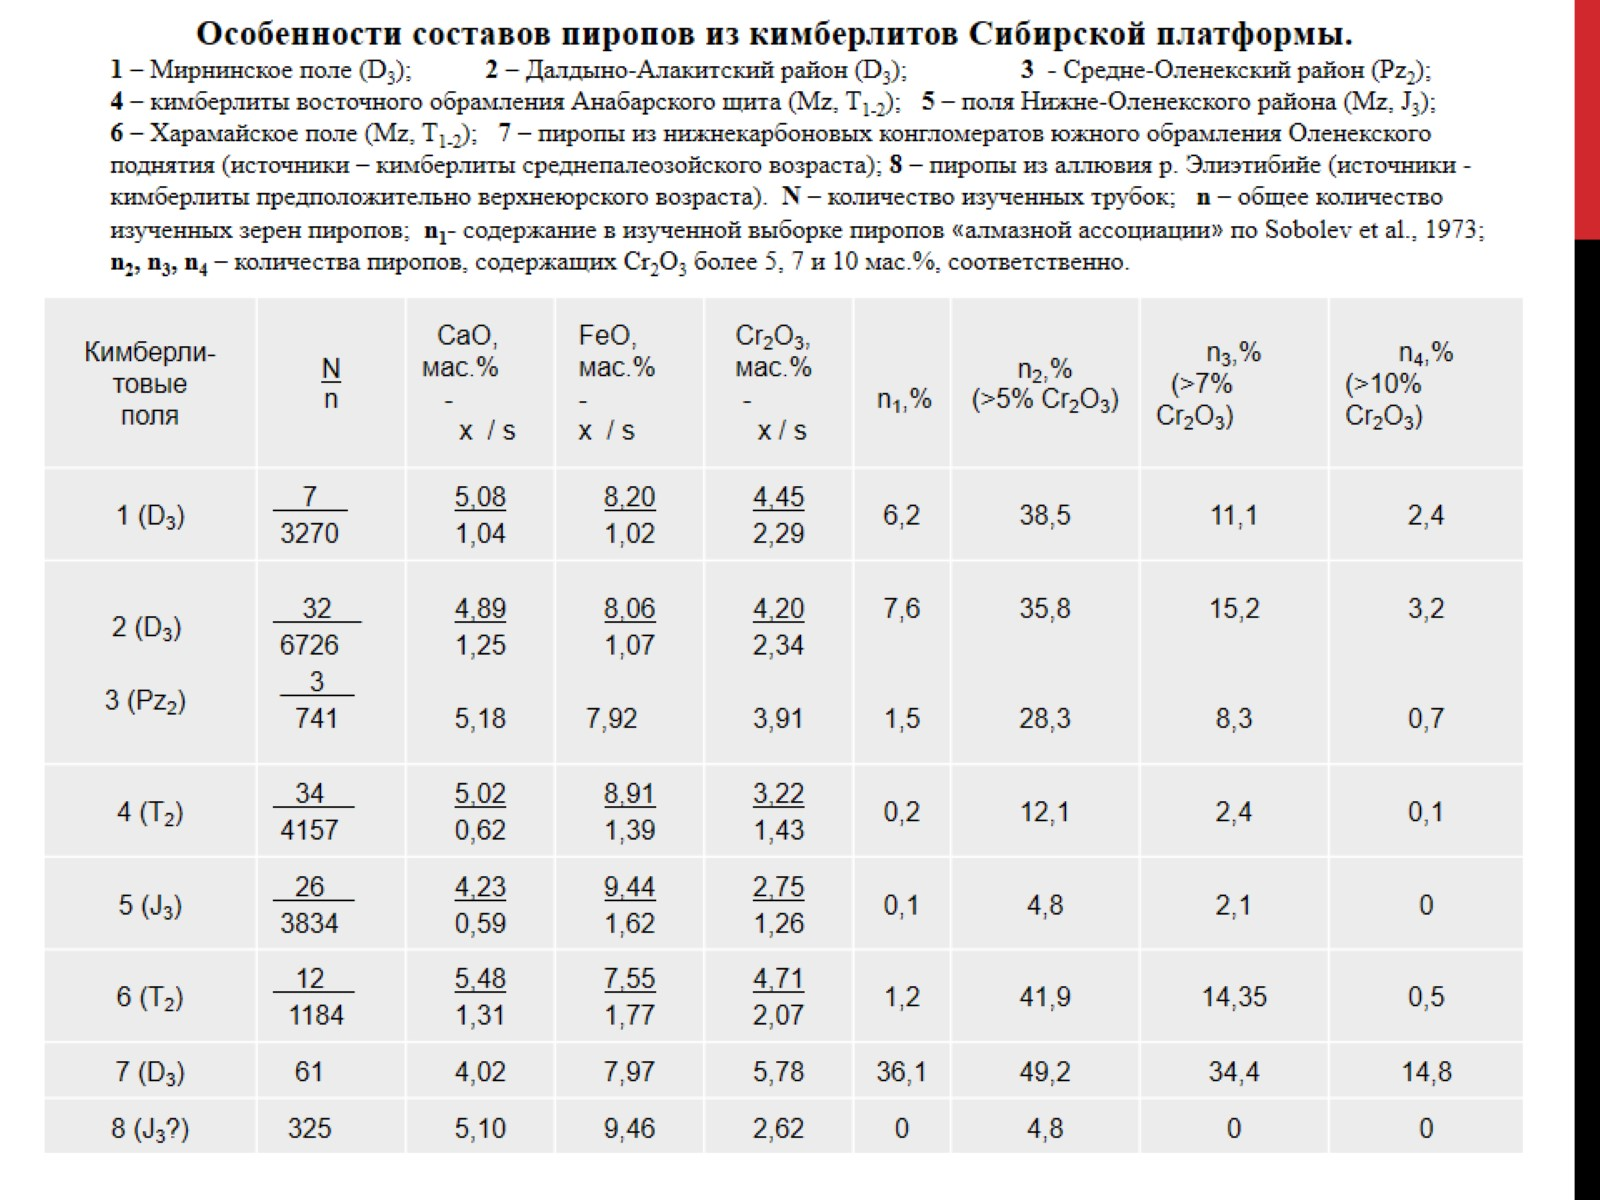 Особенности составов пиропов из кимберлитов Сибирской платформы.
1 – Мирнинское поле (D3); 2 – Далдыно-Алакитский район (D3); 3 - Средне-Оленекский район (Pz2);
4 – кимберлиты восточного обрамления Анабарского щита (Mz, T1-2); 5 – поля Нижне-Оленекского района (Mz, J3);
6 – Харамайское поле (Mz, T1-2); 7 – пиропы из нижнекарбоновых конгломератов южного обрамления Оленекского
поднятия (источники – кимберлиты среднепалеозойского возраста); 8 – пиропы из аллювия р. Элиэтибийе (источники -
кимберлиты предположительно верхнеюрского возраста). N – количество изученных трубок; n – общее количество
изученных зерен пиропов; n1- содержание в изученной выборке пиропов «алмазной ассоциации» по Sobolev et al., 1973;
n2, n3, n4 – количества пиропов, содержащих Cr2O3 более 5, 7 и 10 мас.%, соответственно.
Кимберли-
товые
поля
N
n
CaO,
мас.%
-
x / s
FeO,
мас.%
-
x / s
Cr2O3,
мас.%
-
x / s
n1,%
n2,%
(>5% Cr2O3)
n3,%
(>7%
Cr2O3)
n4,%
(>10%
Cr2O3)
1 (D3)
7
3270
5,08
1,04
8,20
1,02
4,45
2,29
6,2
38,5
11,1
2,4
2 (D3)
32
6726
4,89
1,25
8,06
1,07
4,20
2,34
7,6
35,8
15,2
3,2
3 (Pz2)
3
741
5,18
7,92
3,91
1,5
28,3
8,3
0,7
4 (T2)
34
4157
5,02
0,62
8,91
1,39
3,22
1,43
0,2
12,1
2,4
0,1
5 (J3)
26
3834
4,23
0,59
9,44
1,62
2,75
1,26
0,1
4,8
2,1
0
6 (T2)
12
1184
5,48
1,31
7,55
1,77
4,71
2,07
1,2
41,9
14,35
0,5
7 (D3)
61
4,02
7,97
5,78
36,1
49,2
34,4
14,8
8 (J3?)
325
5,10
9,46
2,62
0
4,8
0
0